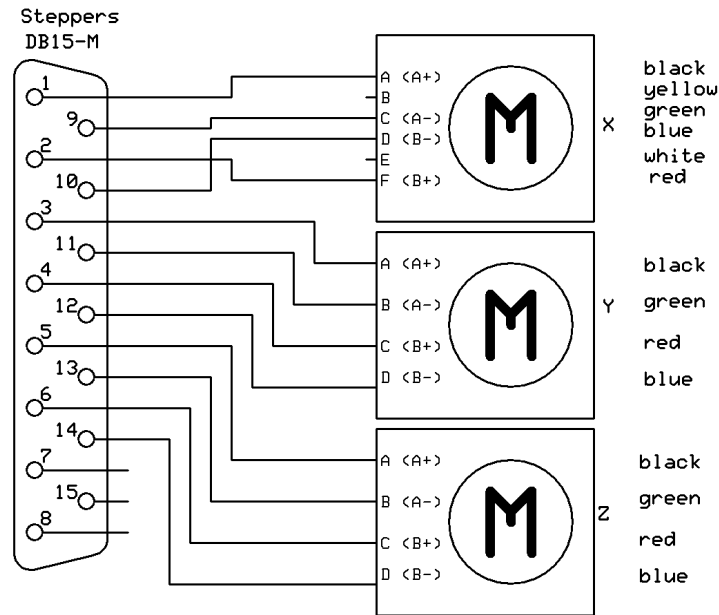 Steppers
DB15-M
1
9
2
10
3
11
4
12
5
13
6
14
7
15
8
A (A+)
B
C (A-)
D (B-)
E
F (B+)
M
X
black
yellow
green
blue
white
red
A (A+)
B (A-)
C (B+)
D (B-)
M
Y
black
green
red
blue
A (A+)
B (A-)
C (B+)
D (B-)
M
Z
black
green
red
blue